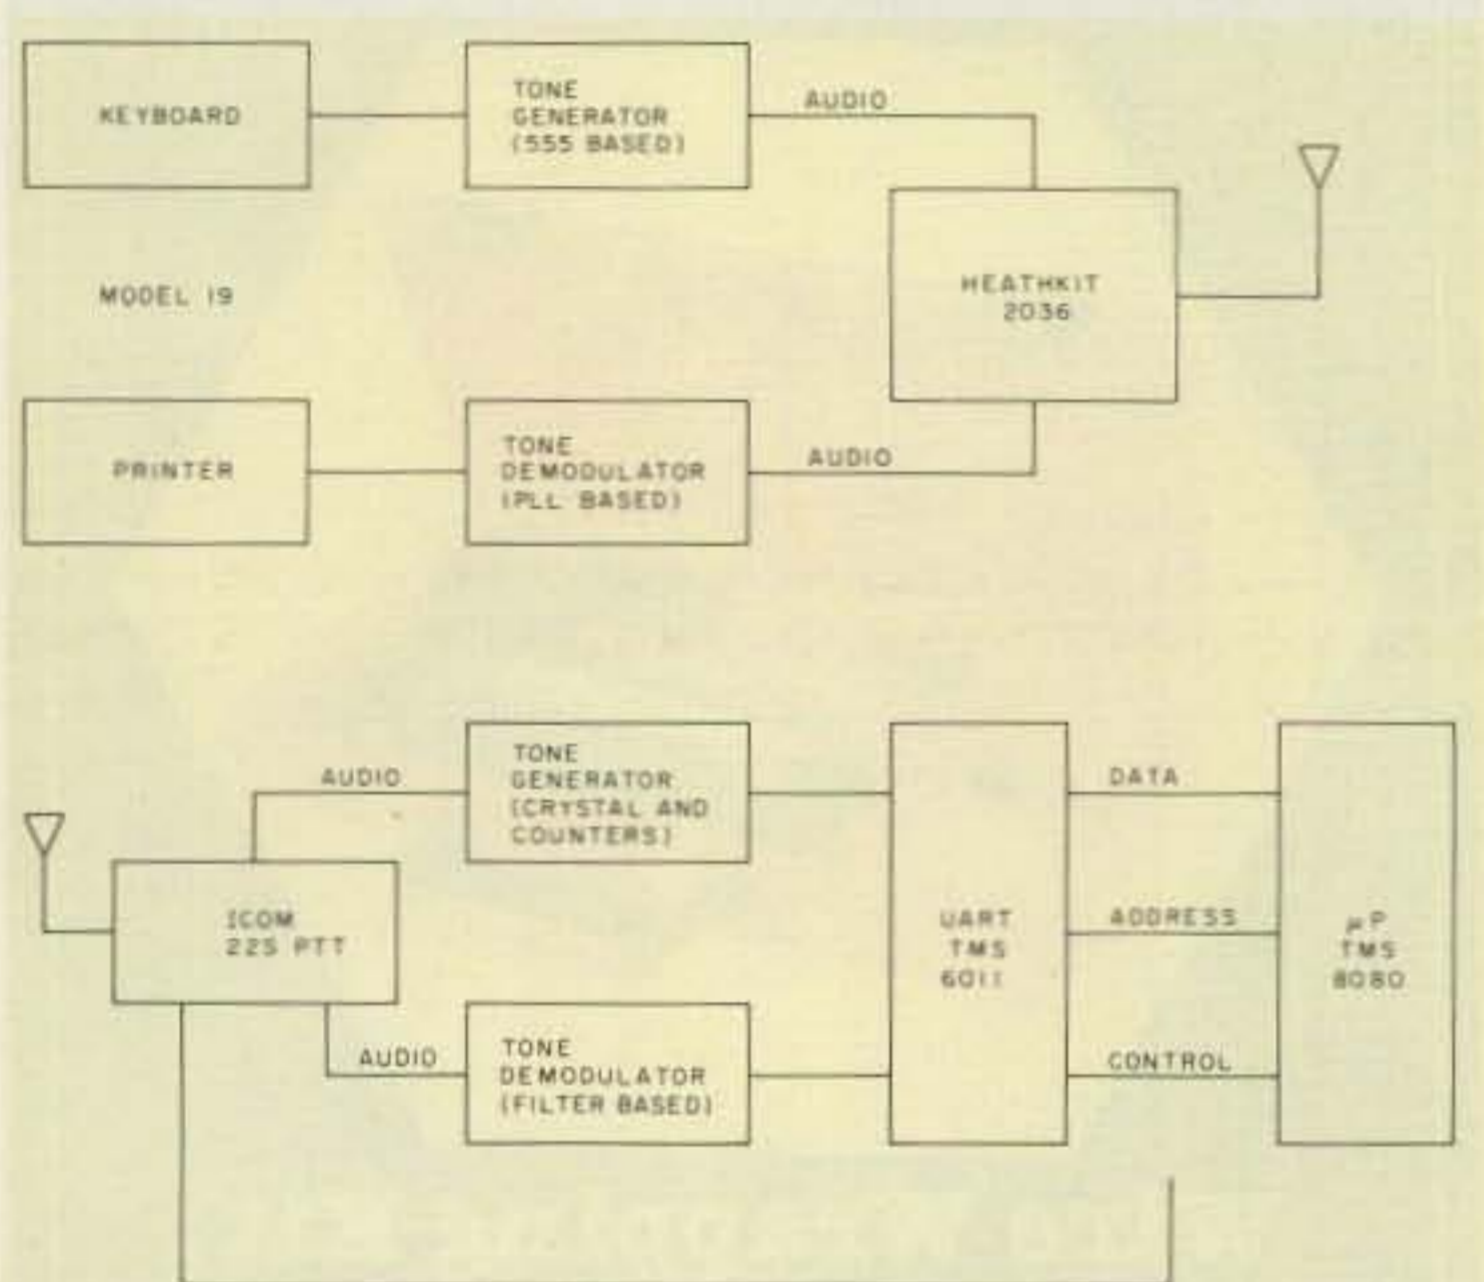 KEYBOARD
TONE
GENERATOR
(555 BASED)
AUDIO
MODEL 19
HEATHKIT
2036
PRINTER
TONE
DEMODULATOR
(PLL BASED)
AUDIO
AUDIO
TONE
GENERATOR
(CRYSTAL AND
COUNTERS)
DATA
ICOM
22S PTT
UART
TMS
6011
ADDRESS
μP
TMS
8080
AUDIO
TONE
DEMODULATOR
(FILTER BASED)
CONTROL